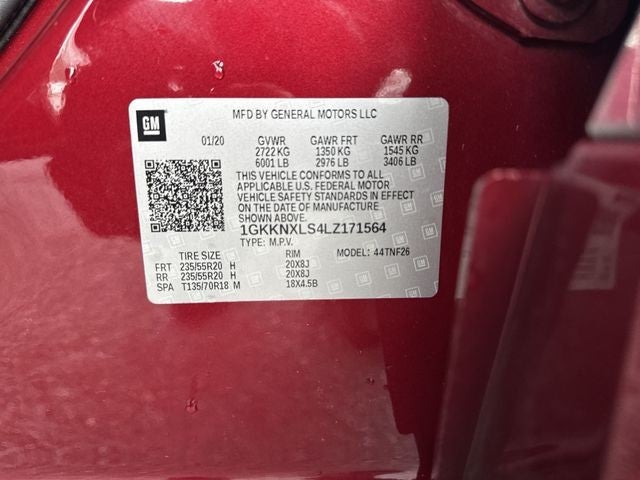 GM
MFD BY GENERAL MOTORS LLC
01/20 GVWR GAWR FRT GAWR RR
2722 KG 1350 KG 1545 KG
6001 LB 2976 LB 3406 LB
THIS VEHICLE CONFORMS TO ALL
APPLICABLE U.S. FEDERAL MOTOR
VEHICLE SAFETY STANDARDS IN EFFECT
ON THE DATE OF MANUFACTURE
SHOWN ABOVE.
1GKKNXLS4LZ171564
TYPE: M.P.V. MODEL: 44TNF26
TIRE SIZE RIM
FRT 235/55R20 H 20X8J
RR 235/55R20 H 20X8J
SPA T135/70R18 M 18X4.5B